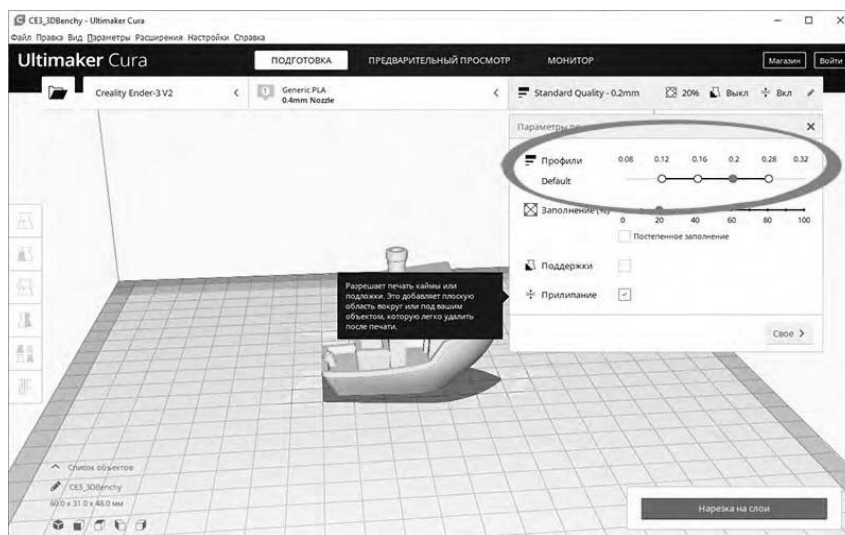 CE3_3DBenchy - Ultimaker Cura
Файл Правка Вид Параметры Расширения Настройки Справка
Ultimaker Cura
ПОДГОТОВКА
ПРЕДВАРИТЕЛЬНЫЙ ПРОСМОТР
МОНИТОР
Магазин
Войти
Creality Ender-3 V2
Generic PLA
0.4mm Nozzle
Standard Quality - 0.2mm
20%
Выкл
Вкл
Параметры
Профили
0.08 0.12 0.16 0.2 0.28 0.32
Default
Заполнение (%)
0 20 40 60 80 100
Постепенное заполнение
Поддержки
Разрешает печать каймы или
подложки. Это добавляет плоскую
область вокруг или под вашим
объектом, которую легко удалить
после печати.
Прилипание
Свое
Список объектов
CE3_3DBenchy
60.0 x 31.0 x 48.0 мм
Нарезка на слои